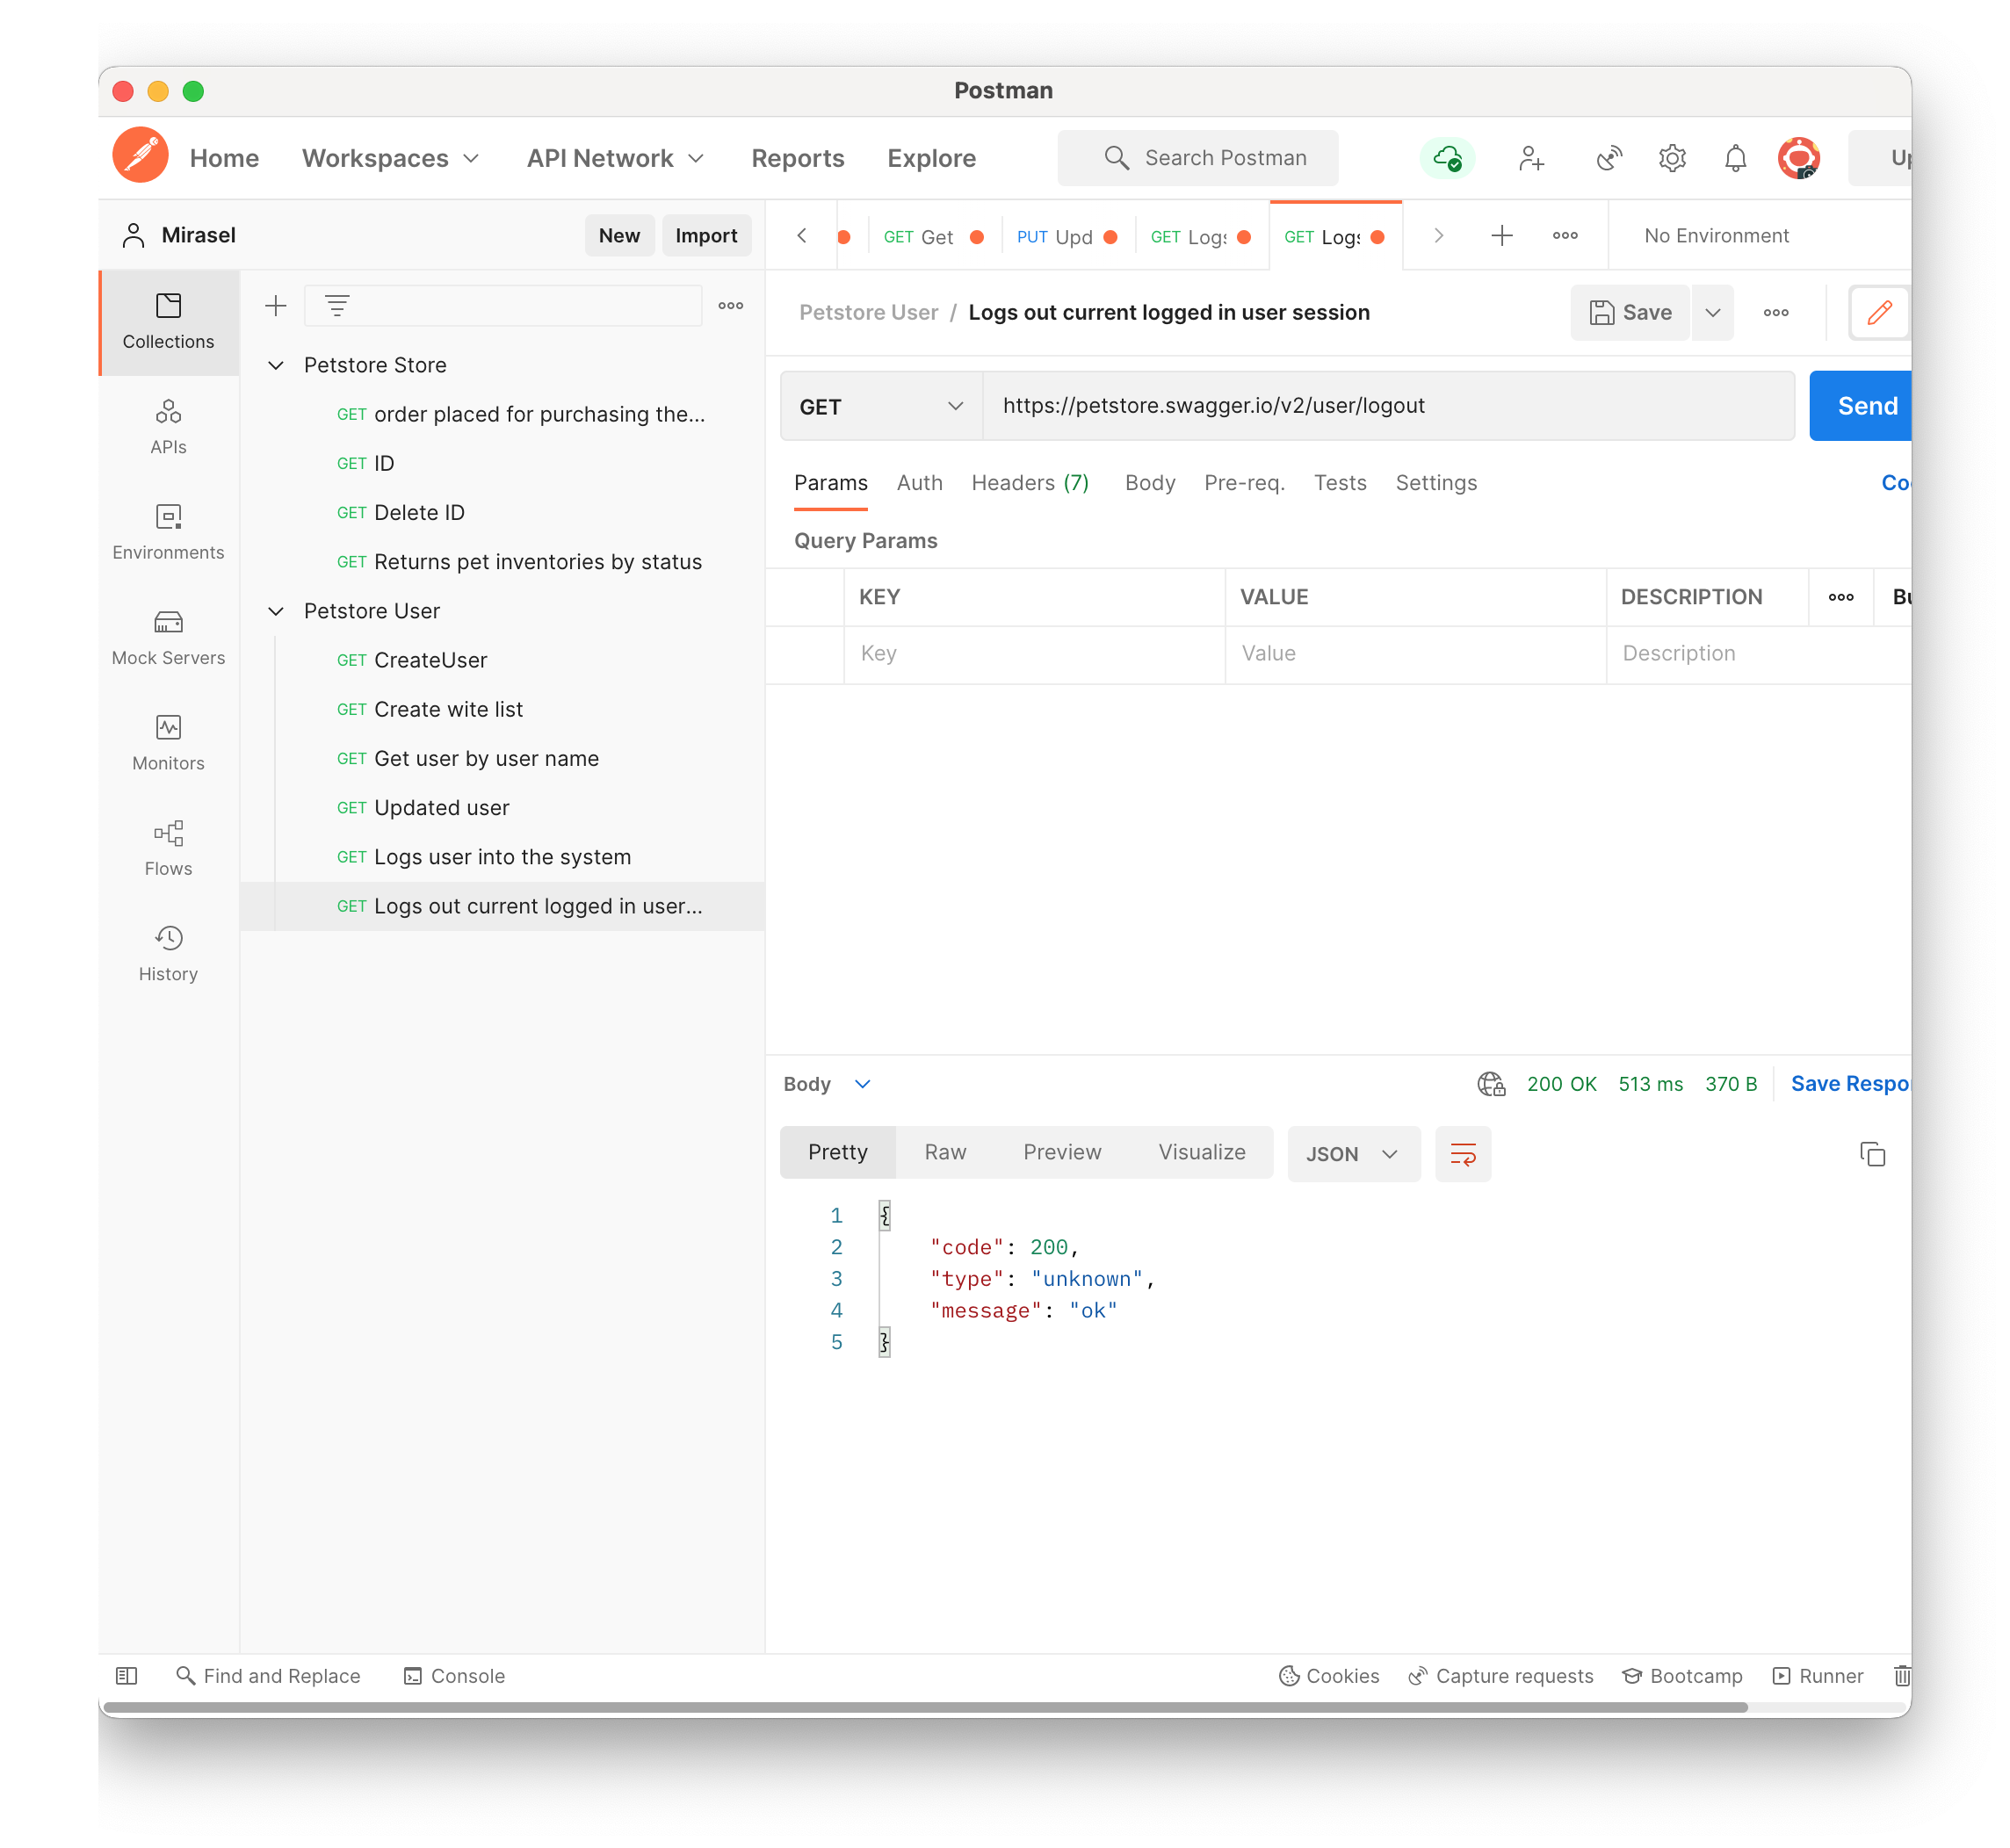 Postman
Home Workspaces API Network Reports Explore Search Postman Up
Mirasel New Import GET Get PUT Upd GET Logs GET Logs No Environment
Collections
APIs
Environments
Mock Servers
Monitors
Flows
History
Petstore Store
GET order placed for purchasing the...
GET ID
GET Delete ID
GET Returns pet inventories by status
Petstore User
GET CreateUser
GET Create wite list
GET Get user by user name
GET Updated user
GET Logs user into the system
GET Logs out current logged in user...
Petstore User / Logs out current logged in user session Save
GET https://petstore.swagger.io/v2/user/logout Send
Params Auth Headers (7) Body Pre-req. Tests Settings Coo
Query Params
KEY VALUE DESCRIPTION Bu
Key Value Description
Body 200 OK 513 ms 370 B Save Respo
Pretty Raw Preview Visualize JSON
1 {
2 "code": 200,
3 "type": "unknown",
4 "message": "ok"
5 }
Find and Replace Console Cookies Capture requests Bootcamp Runner